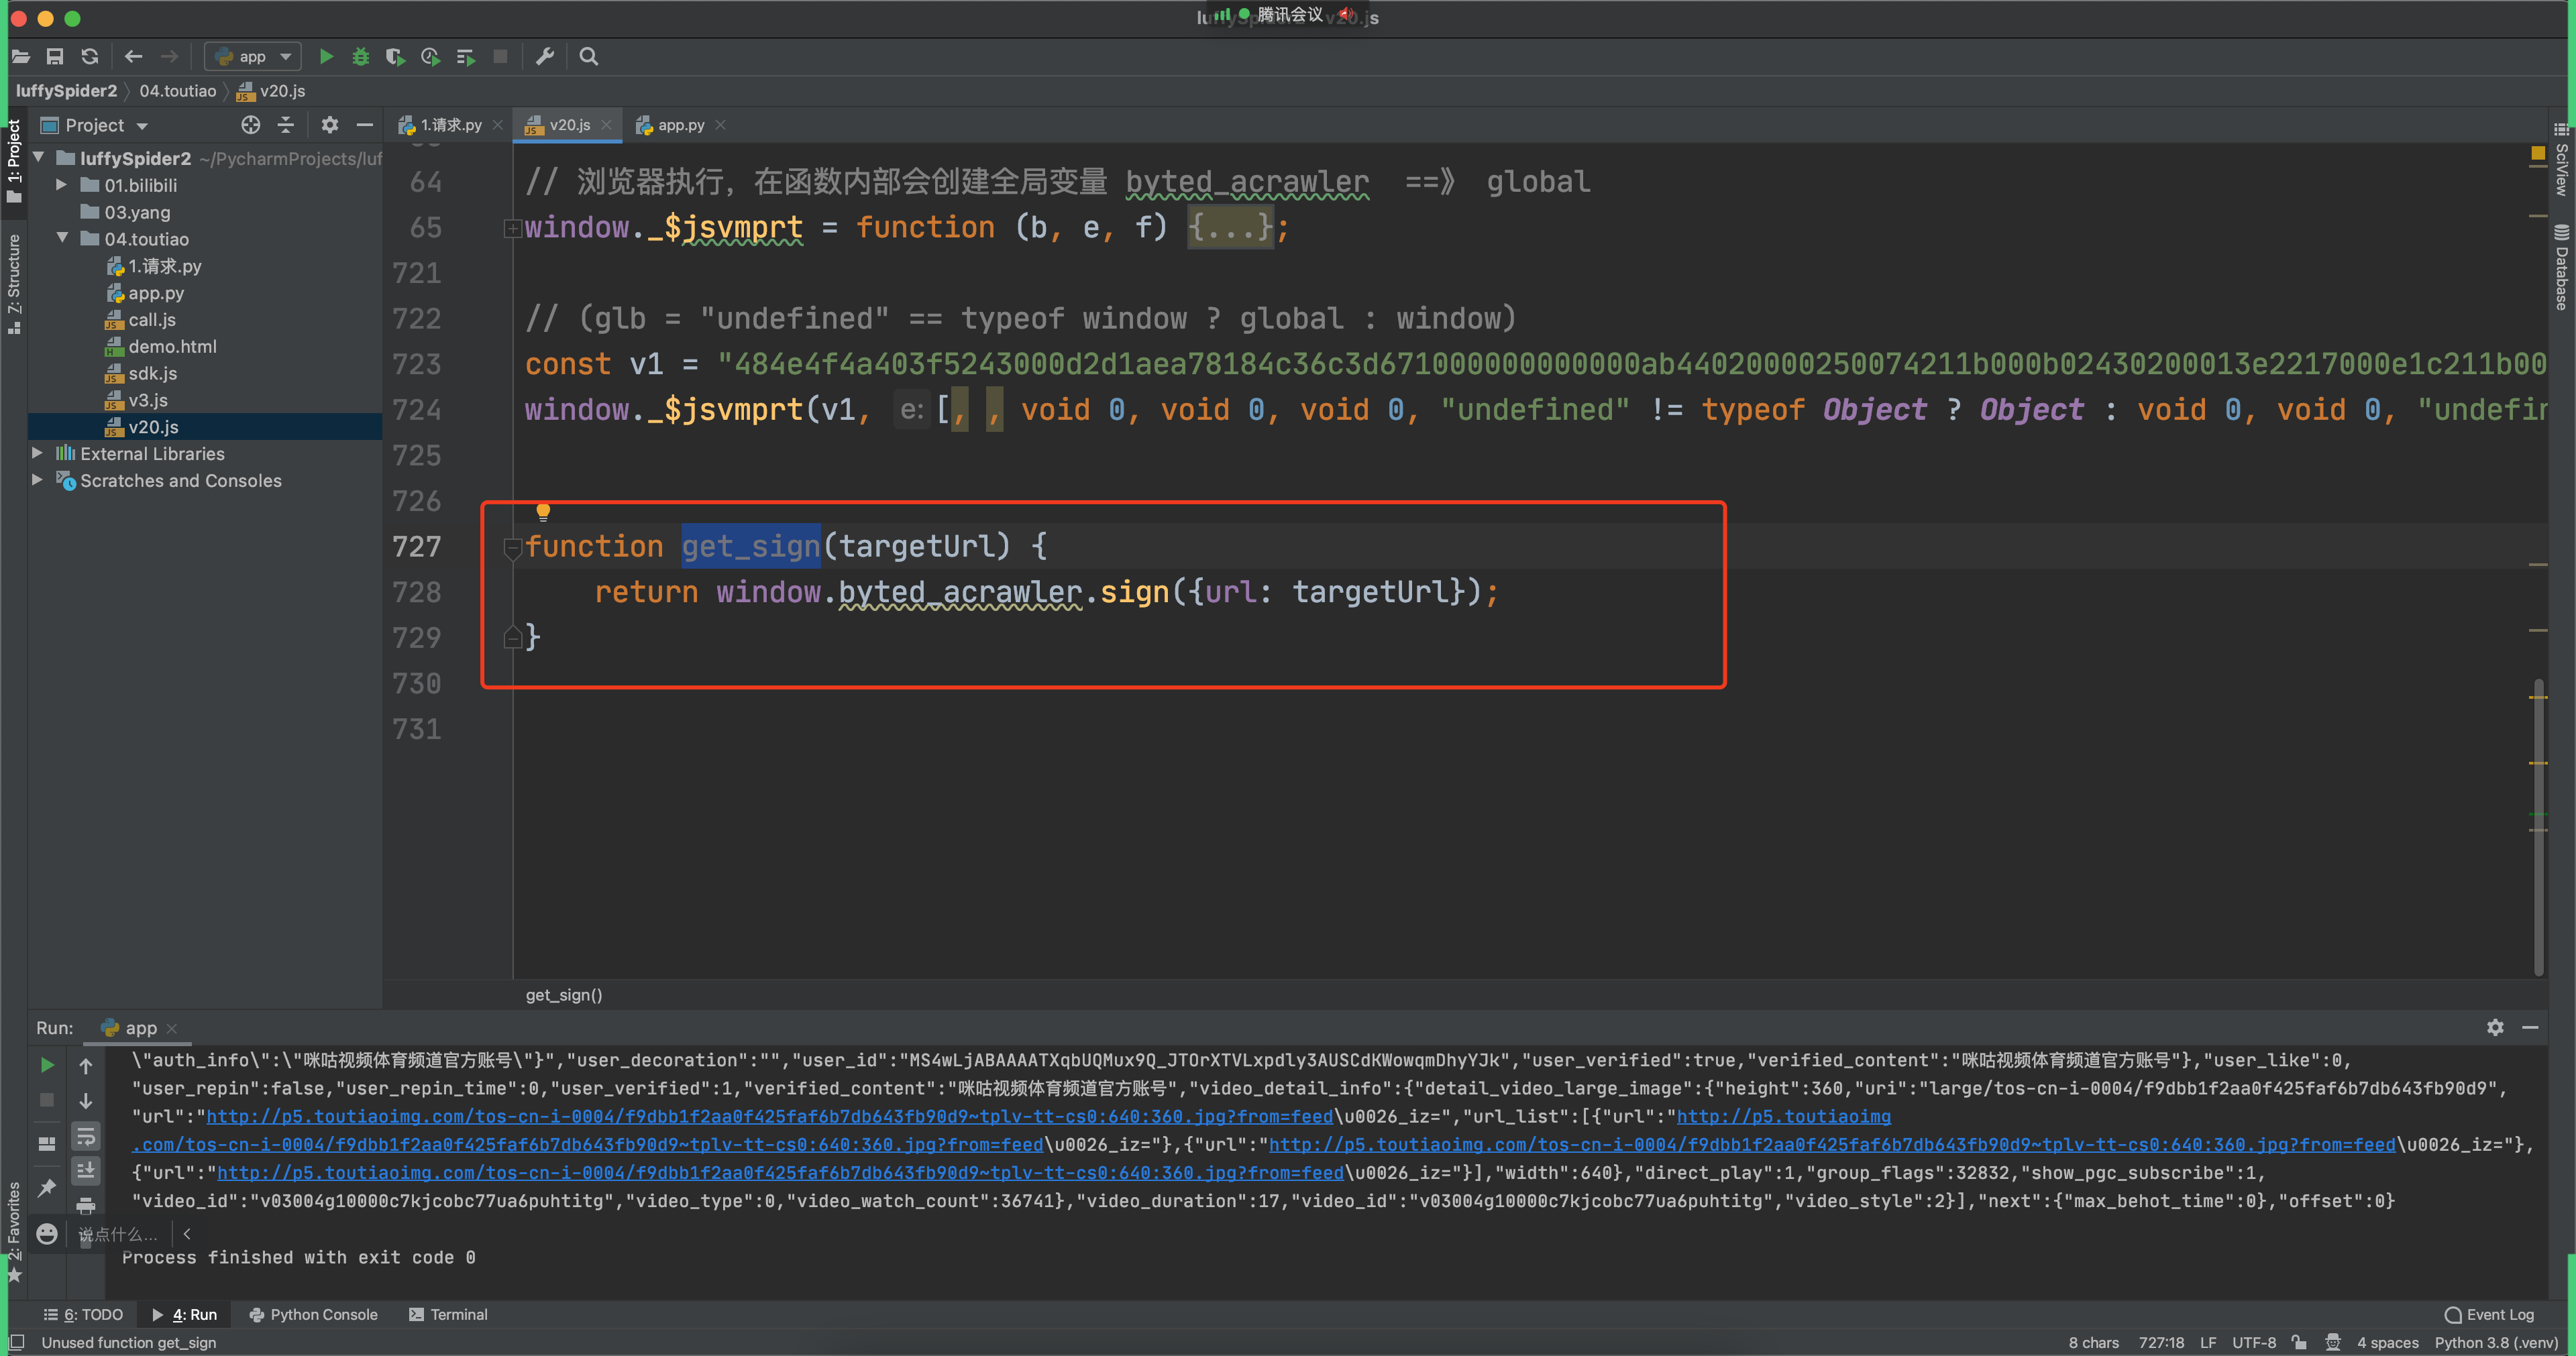 腾讯会议
v20.js
app
luffySpider2
04.toutiao
v20.js
Project
1.请求.py
v20.js
app.py
1: Project
Z: Structure
2: Favorites
SciView
Database
luffySpider2 ~/PycharmProjects/luf
01.bilibili
03.yang
04.toutiao
1.请求.py
app.py
call.js
demo.html
sdk.js
v3.js
v20.js
External Libraries
Scratches and Consoles
64 // 浏览器执行，在函数内部会创建全局变量 byted_acrawler ==》 global
65 window._$jsvmprt = function (b, e, f) {...};
721
722 // (glb = "undefined" == typeof window ? global : window)
723 const v1 = "484e4f4a403f5243000d2d1aea78184c36c3d671000000000000ab44020000250074211b000b02430200013e2217000e1c211b00
724 window._$jsvmprt(v1, e: [, , void 0, void 0, void 0, "undefined" != typeof Object ? Object : void 0, void 0, "undefin
725
726
727 function get_sign(targetUrl) {
728 return window.byted_acrawler.sign({url: targetUrl});
729 }
730
731
get_sign()
Run: app
\"auth_info\":\"咪咕视频体育频道官方账号\"}","user_decoration":"","user_id":"MS4wLjABAAAATXqbUQMux9Q_JTOrXTVLxpdly3AUSCdKWowqmDhyYJk","user_verified":true,"verified_content":"咪咕视频体育频道官方账号"},"user_like":0,
"user_repin":false,"user_repin_time":0,"user_verified":1,"verified_content":"咪咕视频体育频道官方账号","video_detail_info":{"detail_video_large_image":{"height":360,"uri":"large/tos-cn-i-0004/f9dbb1f2aa0f425faf6b7db643fb90d9",
"url":"http://p5.toutiaoimg.com/tos-cn-i-0004/f9dbb1f2aa0f425faf6b7db643fb90d9~tplv-tt-cs0:640:360.jpg?from=feed\u0026_iz=","url_list":[{"url":"http://p5.toutiaoimg
.com/tos-cn-i-0004/f9dbb1f2aa0f425faf6b7db643fb90d9~tplv-tt-cs0:640:360.jpg?from=feed\u0026_iz="},{"url":"http://p5.toutiaoimg.com/tos-cn-i-0004/f9dbb1f2aa0f425faf6b7db643fb90d9~tplv-tt-cs0:640:360.jpg?from=feed\u0026_iz="},
{"url":"http://p5.toutiaoimg.com/tos-cn-i-0004/f9dbb1f2aa0f425faf6b7db643fb90d9~tplv-tt-cs0:640:360.jpg?from=feed\u0026_iz="}],"width":640},"direct_play":1,"group_flags":32832,"show_pgc_subscribe":1,
"video_id":"v03004g10000c7kjcobc77ua6puhtitg","video_type":0,"video_watch_count":36741},"video_duration":17,"video_id":"v03004g10000c7kjcobc77ua6puhtitg","video_style":2}],"next":{"max_behot_time":0},"offset":0}
说点什么...
Process finished with exit code 0
6: TODO
4: Run
Python Console
Terminal
Event Log
Unused function get_sign
8 chars
727:18
LF
UTF-8
4 spaces
Python 3.8 (.venv)